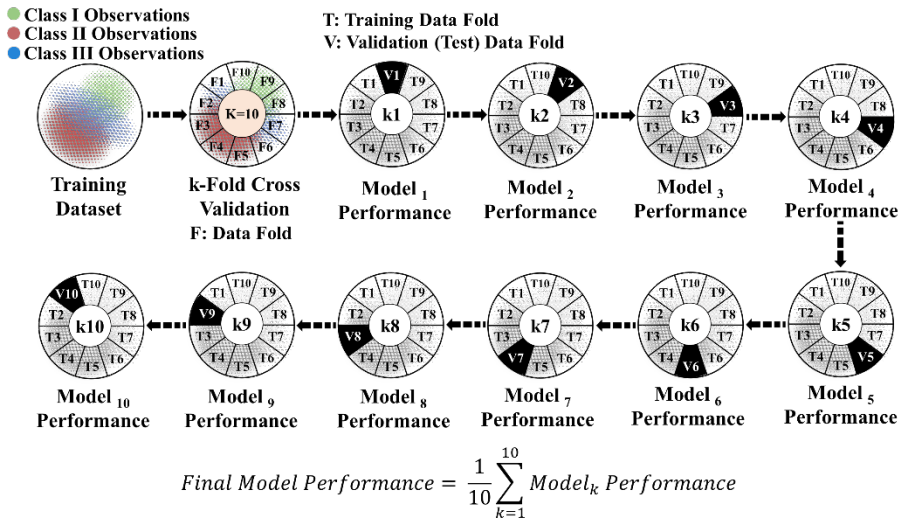 Class I Observations
Class II Observations
Class III Observations
T: Training Data Fold
V: Validation (Test) Data Fold
F10
F1 F9
F2 F8
K=10
F3 F7
F4 F6
F5
V1
T1 T9
T2 T8
k1
T3 T7
T4 T6
T5
T10
T1 V2
T2 T8
k2
T3 T7
T4 T6
T5
T10
T1 T9
T2 V3
k3
T3 T7
T4 T6
T5
T10
T1 T9
T2 T8
k4
T3 V4
T4 T6
T5
Training
Dataset
k-Fold Cross
Validation
F: Data Fold
Model 1
Performance
Model 2
Performance
Model 3
Performance
Model 4
Performance
T10
V10 T9
T2 T8
k10
T3 T7
T4 T6
T5
T10
T1 T9
V9 T8
k9
T3 T7
T4 T6
T5
T10
T1 T9
T2 T8
k8
V8 T7
T4 T6
T5
T10
T1 T9
T2 T8
k7
T3 T7
V7 T6
T5
T10
T1 T9
T2 T8
k6
T3 T7
T4 T6
V6
T10
T1 T9
T2 T8
k5
T3 T7
T4 V5
T5
Model 10
Performance
Model 9
Performance
Model 8
Performance
Model 7
Performance
Model 6
Performance
Model 5
Performance
Final Model Performance = 1/10 ∑ k=1 10 Modelk Performance